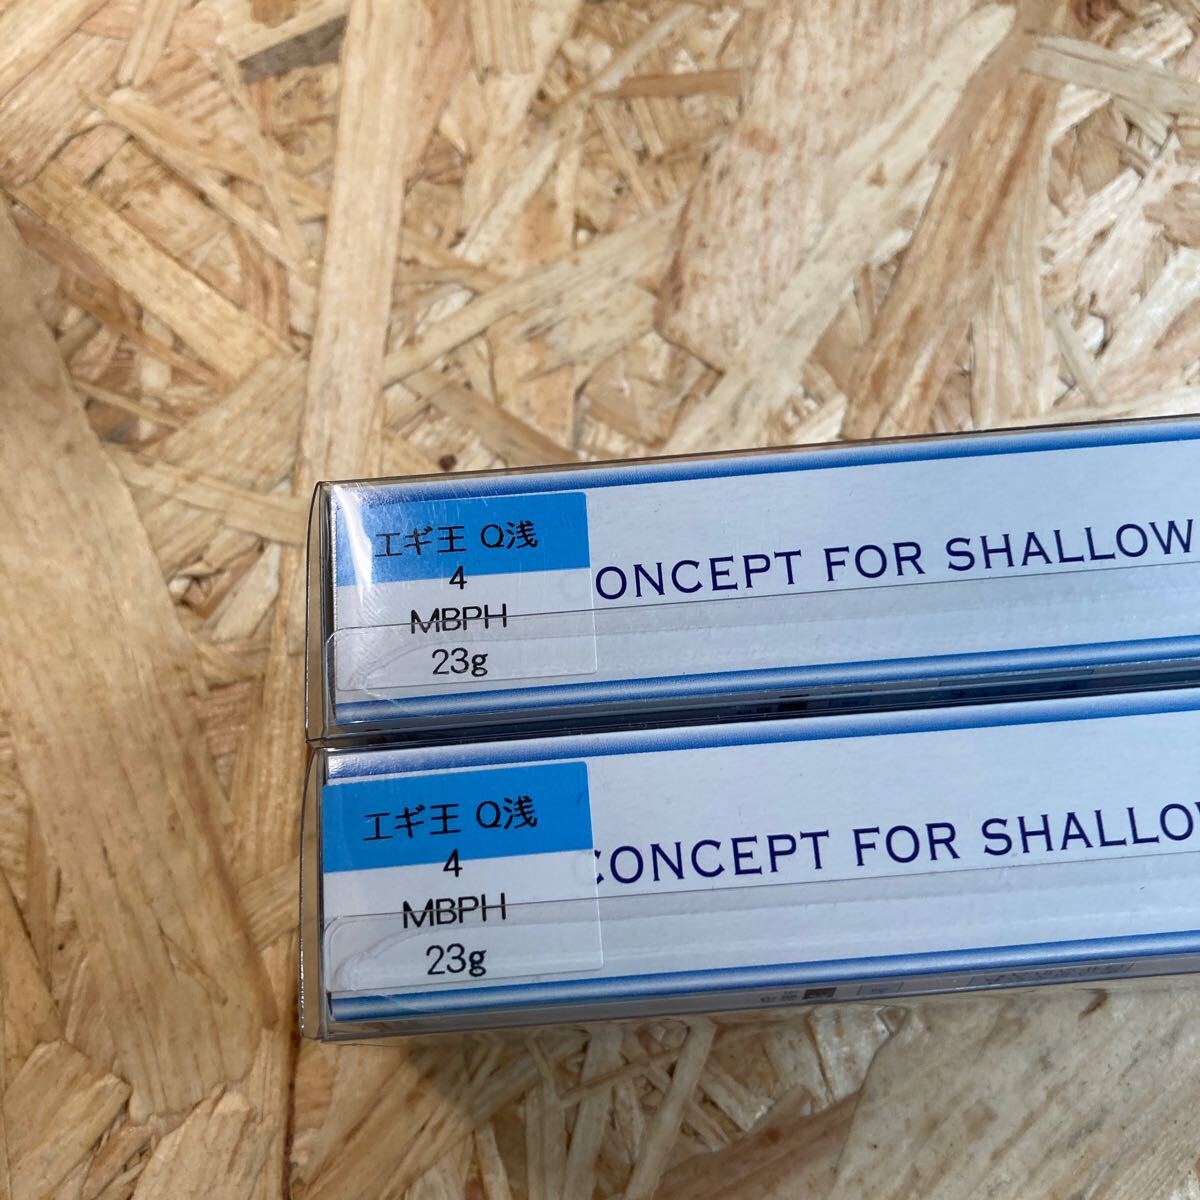 エギ王 Q浅
4
MBPH
23g
CONCEPT FOR SHALLOW
エギ王 Q浅
4
MBPH
23g
CONCEPT FOR SHALLO